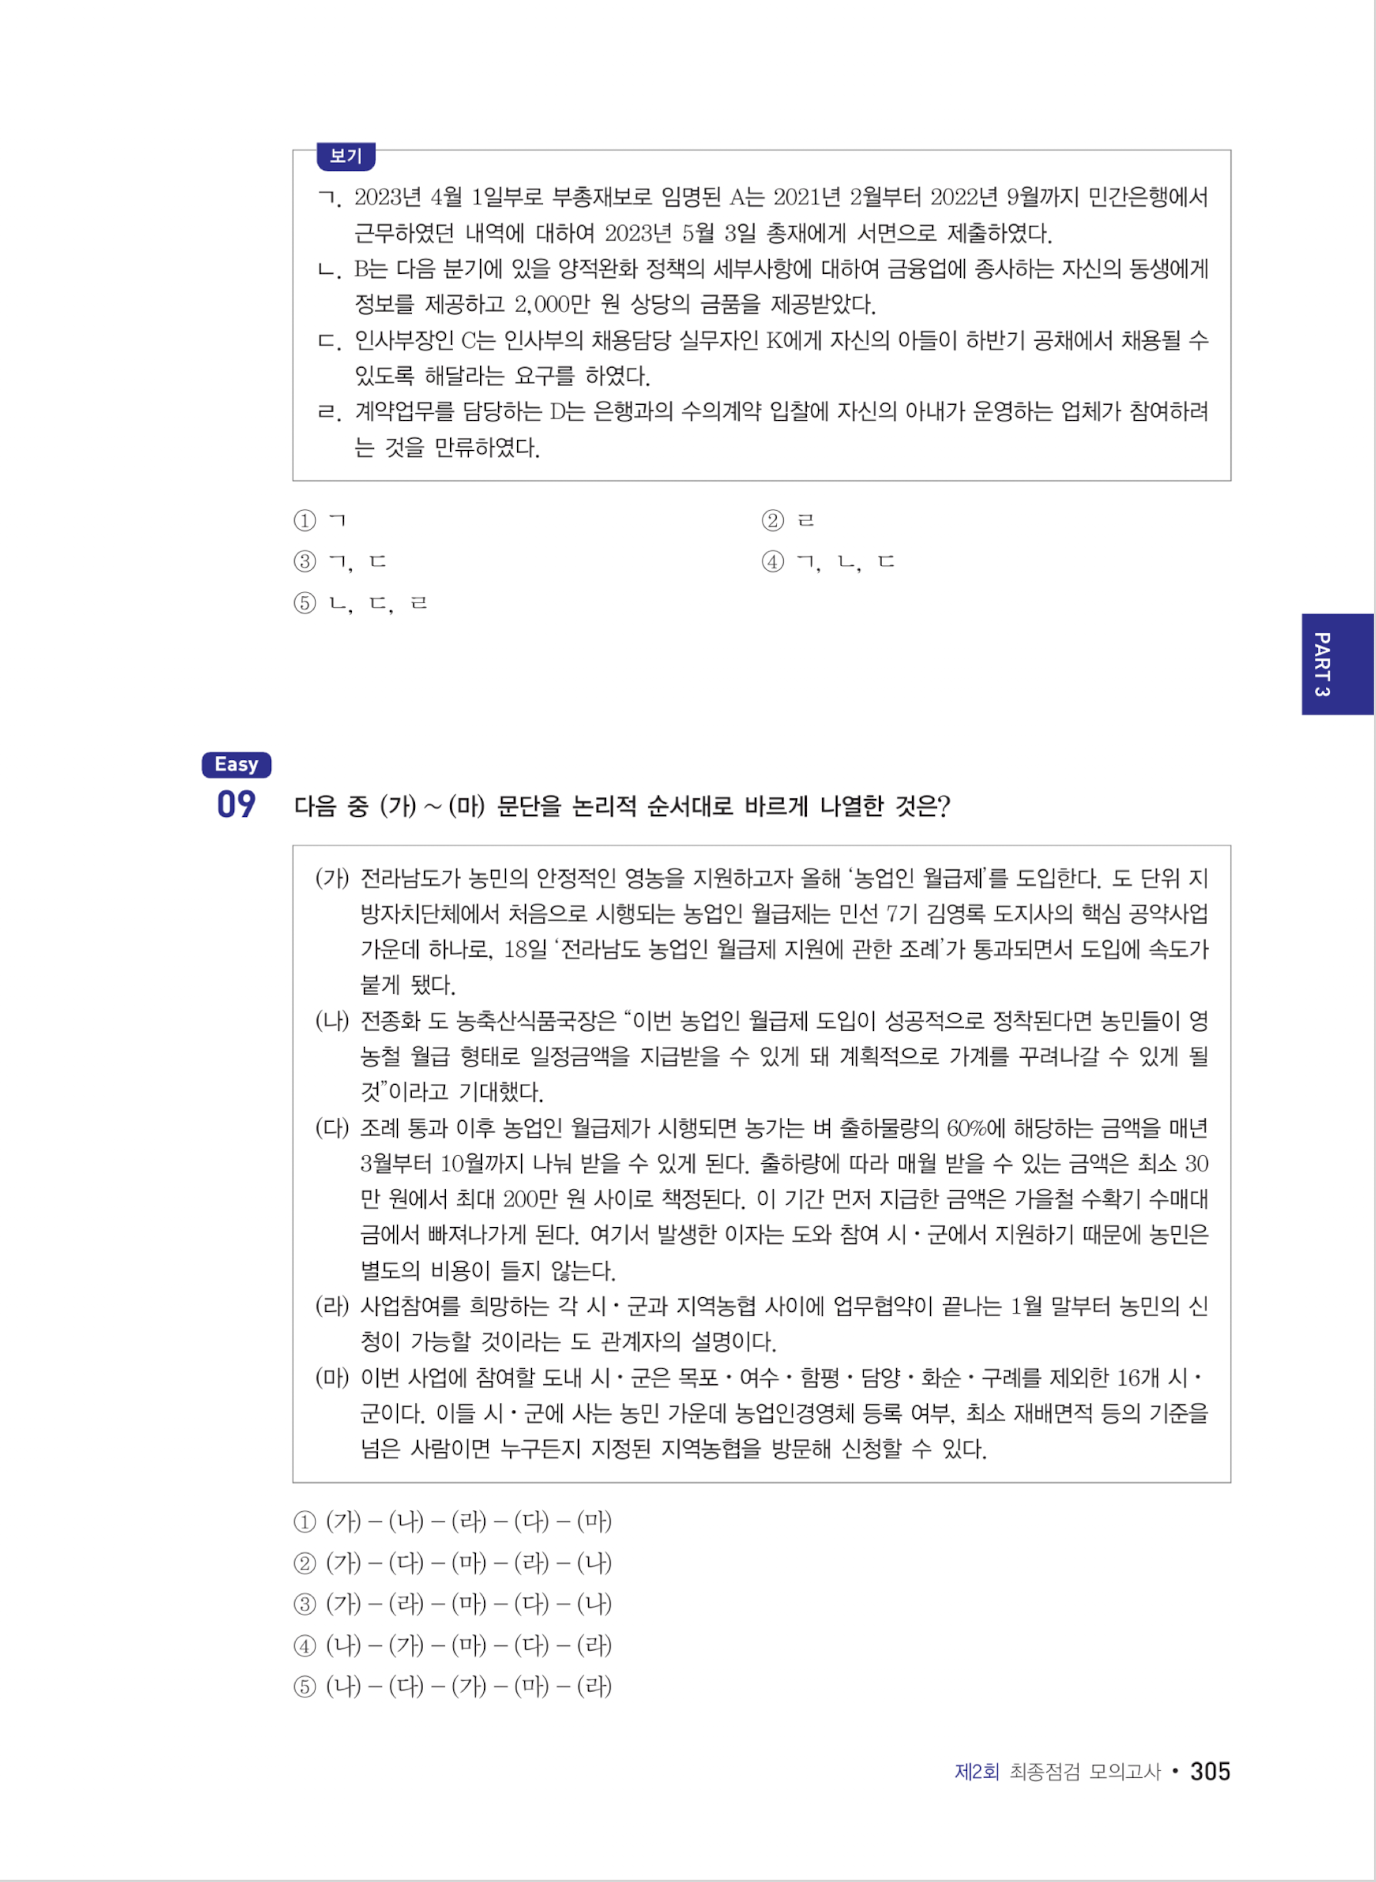 보기
ㄱ. 2023년 4월 1일부로 부총재보로 임명된 A는 2021년 2월부터 2022년 9월까지 민간은행에서
근무하였던 내역에 대하여 2023년 5월 3일 총재에게 서면으로 제출하였다.
ㄴ. B는 다음 분기에 있을 양적완화 정책의 세부사항에 대하여 금융업에 종사하는 자신의 동생에게
정보를 제공하고 2,000만 원 상당의 금품을 제공받았다.
ㄷ. 인사부장인 C는 인사부의 채용담당 실무자인 K에게 자신의 아들이 하반기 공채에서 채용될 수
있도록 해달라는 요구를 하였다.
ㄹ. 계약업무를 담당하는 D는 은행과의 수의계약 입찰에 자신의 아내가 운영하는 업체가 참여하려
는 것을 만류하였다.
① ㄱ ② ㄹ
③ ㄱ, ㄷ ④ ㄱ, ㄴ, ㄷ
⑤ ㄴ, ㄷ, ㄹ
PART 3
Easy
09 다음 중 (가) ~ (마) 문단을 논리적 순서대로 바르게 나열한 것은?
(가) 전라남도가 농민의 안정적인 영농을 지원하고자 올해 ‘농업인 월급제’를 도입한다. 도 단위 지
방자치단체에서 처음으로 시행되는 농업인 월급제는 민선 7기 김영록 도지사의 핵심 공약사업
가운데 하나로, 18일 ‘전라남도 농업인 월급제 지원에 관한 조례’가 통과되면서 도입에 속도가
붙게 됐다.
(나) 전종화 도 농축산식품국장은 “이번 농업인 월급제 도입이 성공적으로 정착된다면 농민들이 영
농철 월급 형태로 일정금액을 지급받을 수 있게 돼 계획적으로 가계를 꾸려나갈 수 있게 될
것”이라고 기대했다.
(다) 조례 통과 이후 농업인 월급제가 시행되면 농가는 벼 출하물량의 60%에 해당하는 금액을 매년
3월부터 10월까지 나눠 받을 수 있게 된다. 출하량에 따라 매월 받을 수 있는 금액은 최소 30
만 원에서 최대 200만 원 사이로 책정된다. 이 기간 먼저 지급한 금액은 가을철 수확기 수매대
금에서 빠져나가게 된다. 여기서 발생한 이자는 도와 참여 시・군에서 지원하기 때문에 농민은
별도의 비용이 들지 않는다.
(라) 사업참여를 희망하는 각 시・군과 지역농협 사이에 업무협약이 끝나는 1월 말부터 농민의 신
청이 가능할 것이라는 도 관계자의 설명이다.
(마) 이번 사업에 참여할 도내 시・군은 목포・여수・함평・담양・화순・구례를 제외한 16개 시・
군이다. 이들 시・군에 사는 농민 가운데 농업인경영체 등록 여부, 최소 재배면적 등의 기준을
넘은 사람이면 누구든지 지정된 지역농협을 방문해 신청할 수 있다.
① (가) – (나) – (라) – (다) – (마)
② (가) – (다) – (마) – (라) – (나)
③ (가) – (라) – (마) – (다) – (나)
④ (나) – (가) – (마) – (다) – (라)
⑤ (나) – (다) – (가) – (마) – (라)
제2회 최종점검 모의고사 • 305